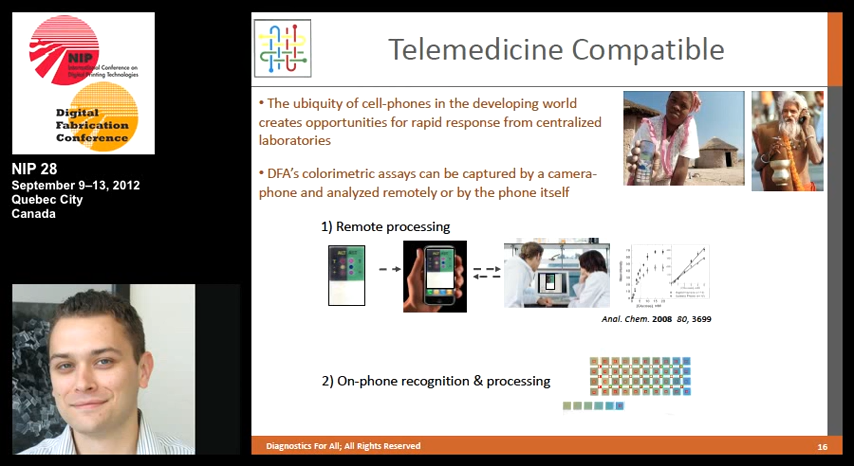 NIP
International Conference on
Digital Printing Technologies
Digital
Fabrication
Conference
NIP 28
September 9–13, 2012
Quebec City
Canada
Telemedicine Compatible
• The ubiquity of cell-phones in the developing world
creates opportunities for rapid response from centralized
laboratories
• DFA's colorimetric assays can be captured by a camera-
phone and analyzed remotely or by the phone itself
1) Remote processing
Anal. Chem. 2008 80, 3699
2) On-phone recognition & processing
Diagnostics For All; All Rights Reserved
16